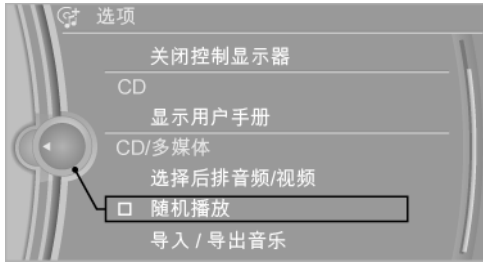 选项
关闭控制显示器
CD
显示用户手册
CD/多媒体
选择后排音频/视频
随机播放
导入 / 导出音乐